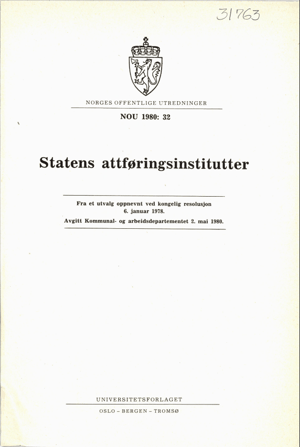 31763
NORGES OFFENTLIGE UTREDNINGER
NOU 1980: 32
Statens attføringsinstitutter
Fra et utvalg oppnevnt ved kongelig resolusjon
6. januar 1978.
Avgitt Kommunal- og arbeidsdepartementet 2. mai 1980.
UNIVERSITETSFORLAGET
OSLO – BERGEN – TROMSØ